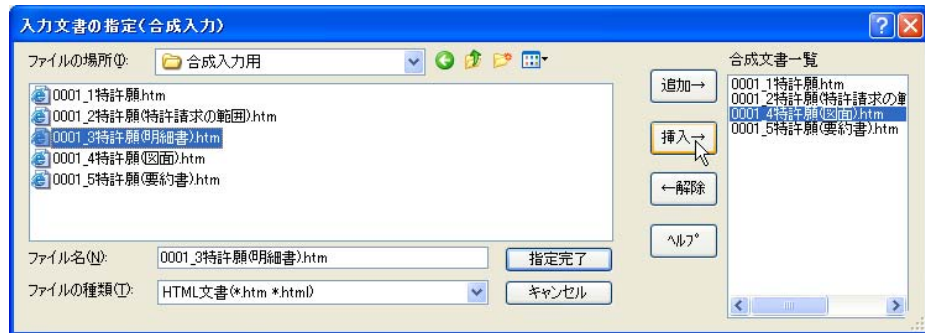 入力文書の指定(合成入力)
ファイルの場所(I):
合成入力用
0001_1特許願.htm
0001_2特許願(特許請求の範囲).htm
0001_3特許願(明細書).htm
0001_4特許願(図面).htm
0001_5特許願(要約書).htm
ファイル名(N):
0001_3特許願(明細書).htm
指定完了
ファイルの種類(T):
HTML文書(*.htm *.html)
キャンセル
追加→
挿入→
←解除
ヘルプ
合成文書一覧
0001_1特許願.htm
0001_2特許願(特許請求の範
0001_4特許願(図面).htm
0001_5特許願(要約書).htm